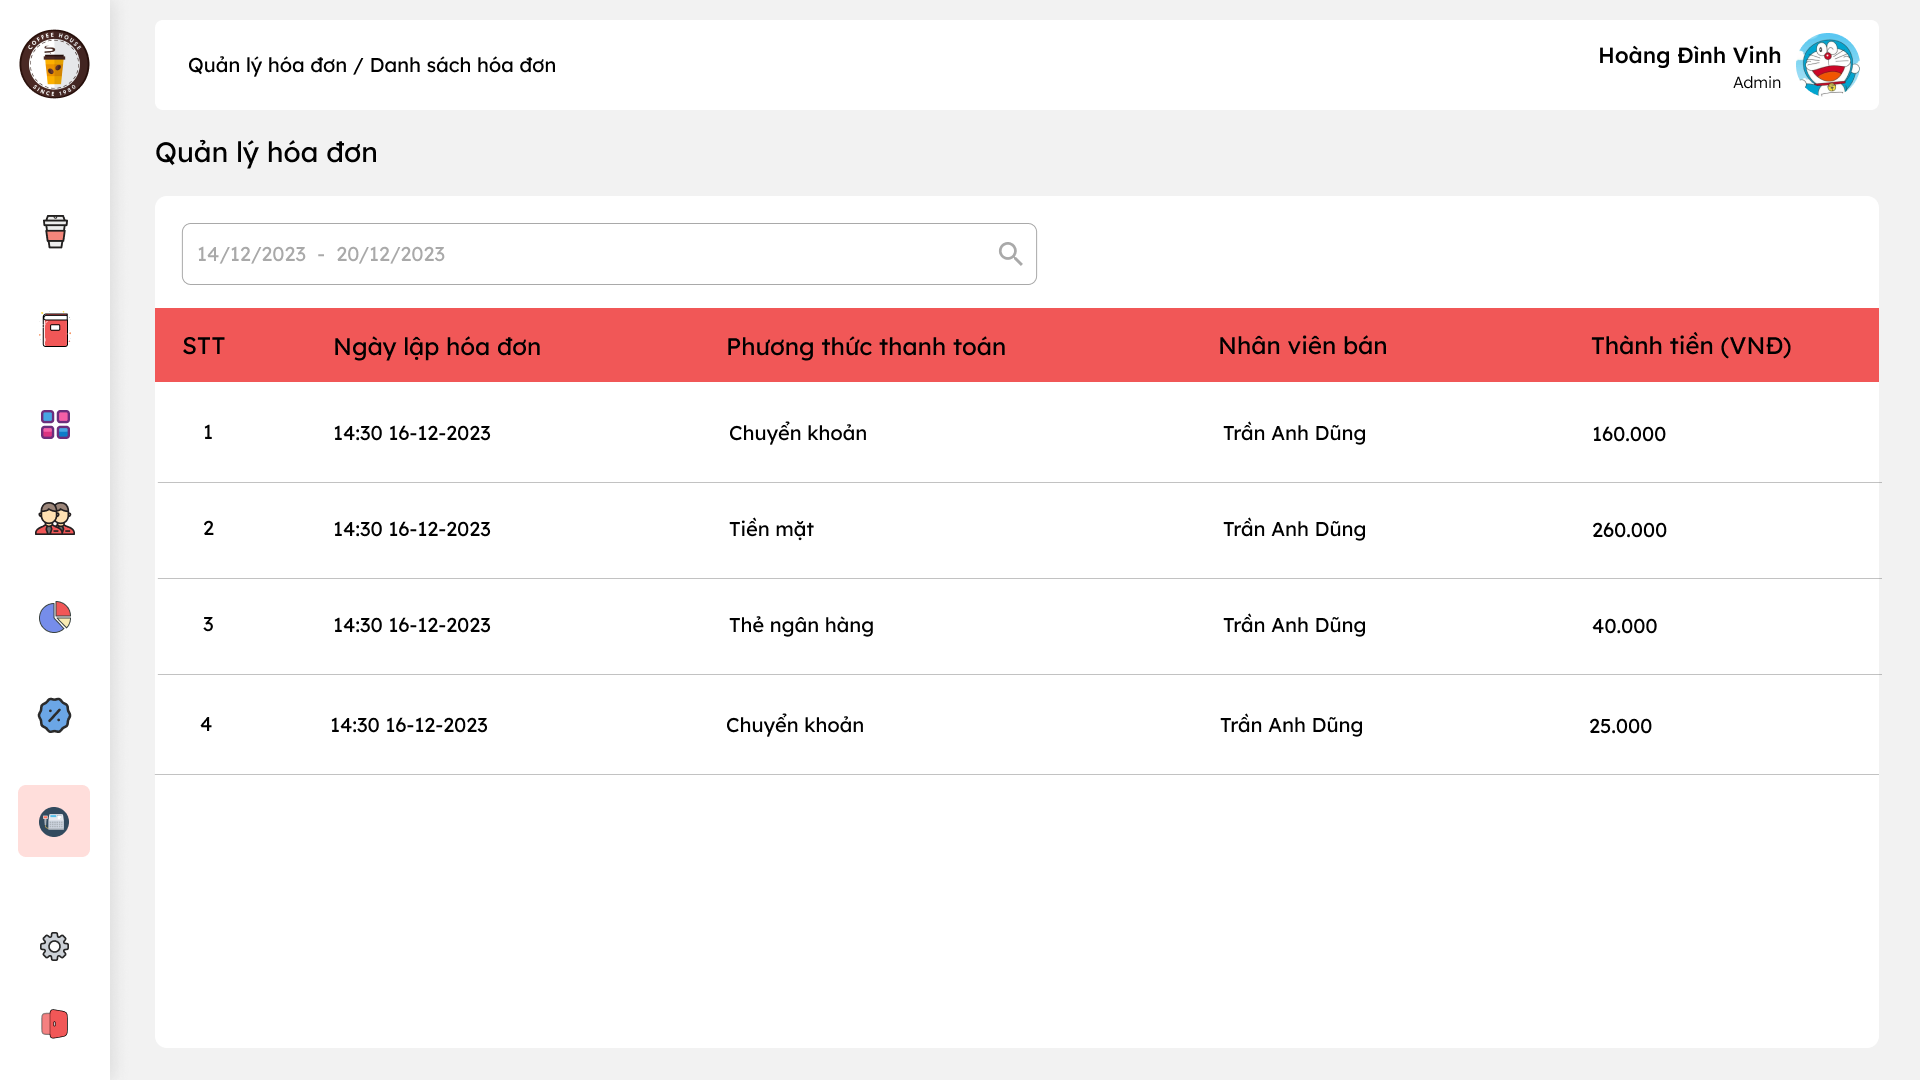 COFFEE HOUSE
SINCE 1980
Quản lý hóa đơn / Danh sách hóa đơn
Hoàng Đình Vinh
Admin
Quản lý hóa đơn
14/12/2023 - 20/12/2023
STT Ngày lập hóa đơn Phương thức thanh toán Nhân viên bán Thành tiền (VNĐ)
1 14:30 16-12-2023 Chuyển khoản Trần Anh Dũng 160.000
2 14:30 16-12-2023 Tiền mặt Trần Anh Dũng 260.000
3 14:30 16-12-2023 Thẻ ngân hàng Trần Anh Dũng 40.000
4 14:30 16-12-2023 Chuyển khoản Trần Anh Dũng 25.000